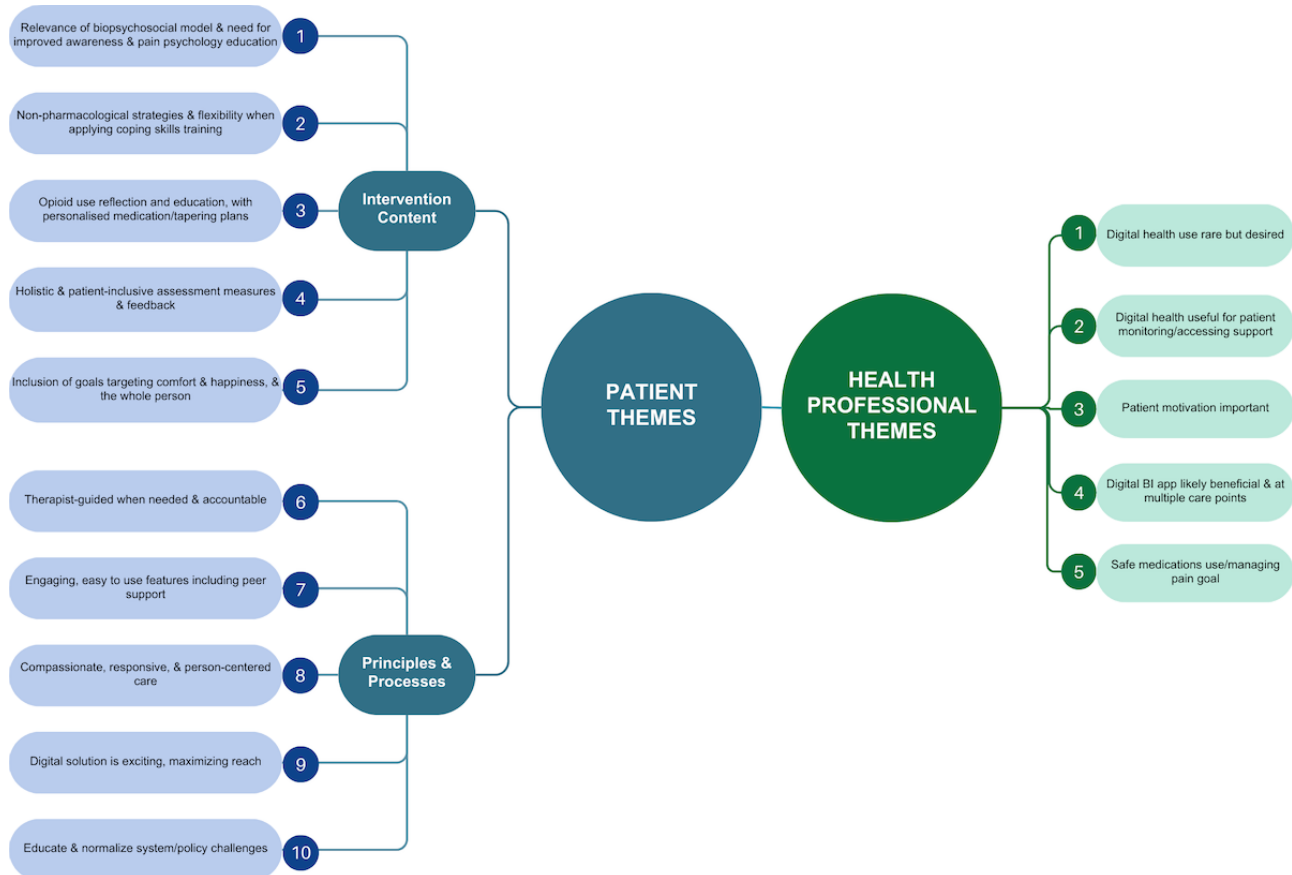 Relevance of biopsychosocial model & need for
improved awareness & pain psychology education
1
Non-pharmacological strategies & flexibility when
applying coping skills training
2
Opioid use reflection and education, with
personalised medication/tapering plans
3
Holistic & patient-inclusive assessment measures
& feedback
4
Inclusion of goals targeting comfort & happiness, &
the whole person
5
Intervention
Content
Therapist-guided when needed & accountable
6
Engaging, easy to use features including peer
support
7
Compassionate, responsive, & person-centered
care
8
Digital solution is exciting, maximizing reach
9
Educate & normalize system/policy challenges
10
Principles &
Processes
PATIENT
THEMES
HEALTH
PROFESSIONAL
THEMES
1
Digital health use rare but desired
2
Digital health useful for patient
monitoring/accessing support
3
Patient motivation important
4
Digital BI app likely beneficial & at
multiple care points
5
Safe medications use/managing
pain goal